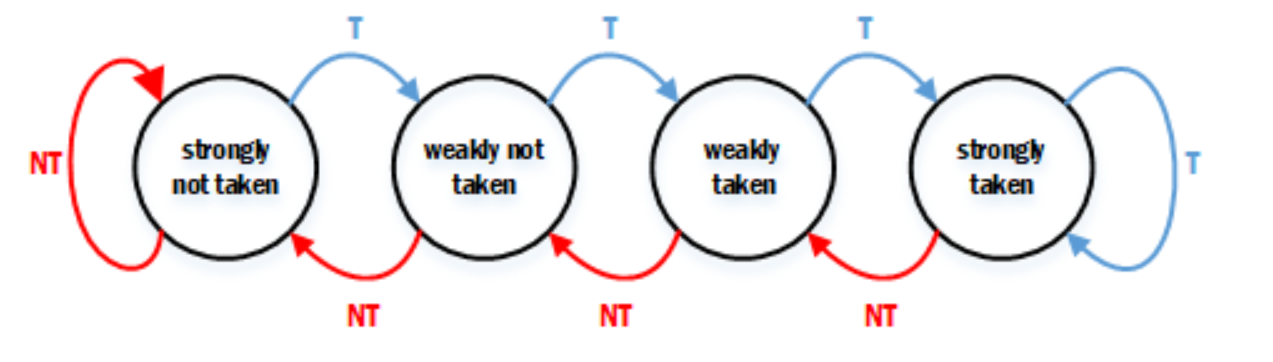 T
T
T
NT
strongly
not taken
weakly not
taken
weakly
taken
strongly
taken
T
NT
NT
NT